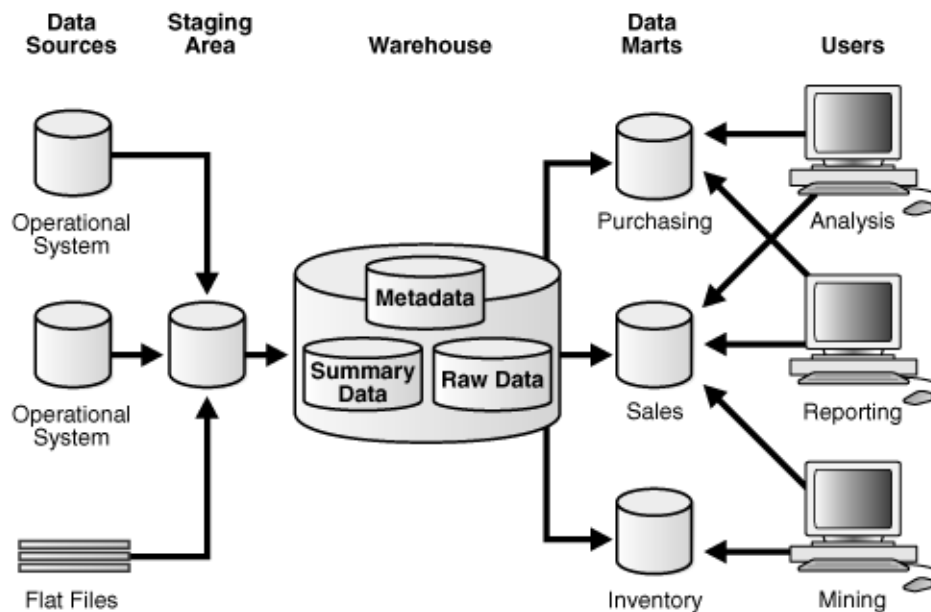 Data
Sources
Staging
Area
Warehouse
Data
Marts
Users
Operational
System
Purchasing
Analysis
Metadata
Summary
Data
Raw Data
Operational
System
Sales
Reporting
Flat Files
Inventory
Mining